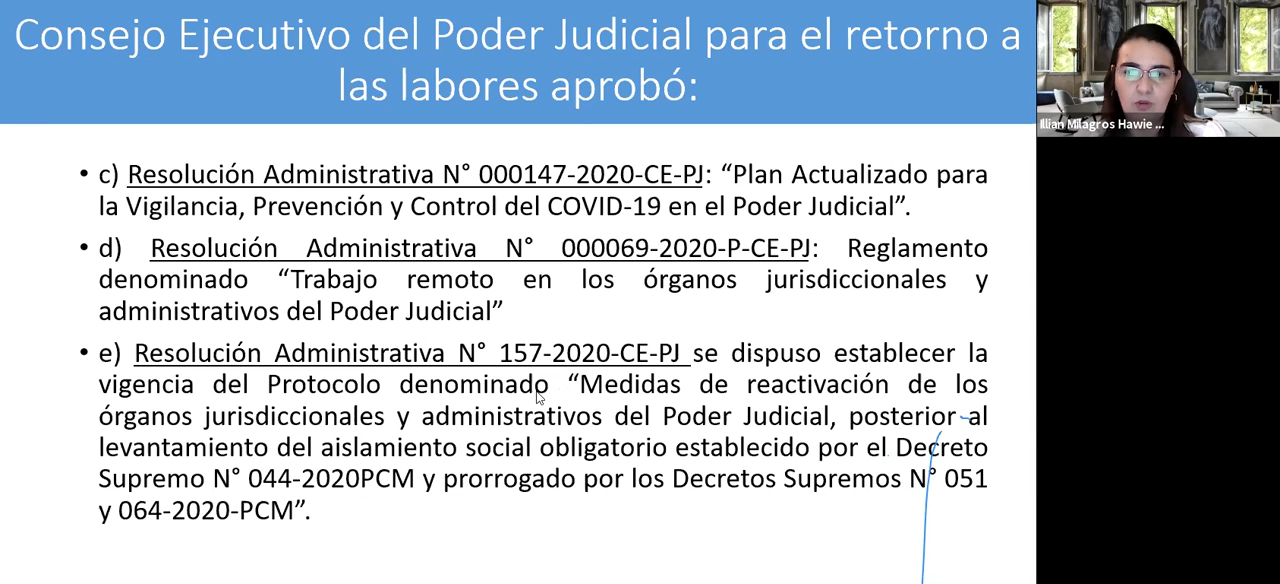 Consejo Ejecutivo del Poder Judicial para el retorno a
las labores aprobó:
llian Milagros Hawie ...
• c) Resolución Administrativa N° 000147-2020-CE-PJ: “Plan Actualizado para
la Vigilancia, Prevención y Control del COVID-19 en el Poder Judicial”.
• d) Resolución Administrativa N° 000069-2020-P-CE-PJ: Reglamento
denominado “Trabajo remoto en los órganos jurisdiccionales y
administrativos del Poder Judicial”
• e) Resolución Administrativa N° 157-2020-CE-PJ se dispuso establecer la
vigencia del Protocolo denominado “Medidas de reactivación de los
órganos jurisdiccionales y administrativos del Poder Judicial, posterior al
levantamiento del aislamiento social obligatorio establecido por el Decreto
Supremo N° 044-2020PCM y prorrogado por los Decretos Supremos N° 051
y 064-2020-PCM”.